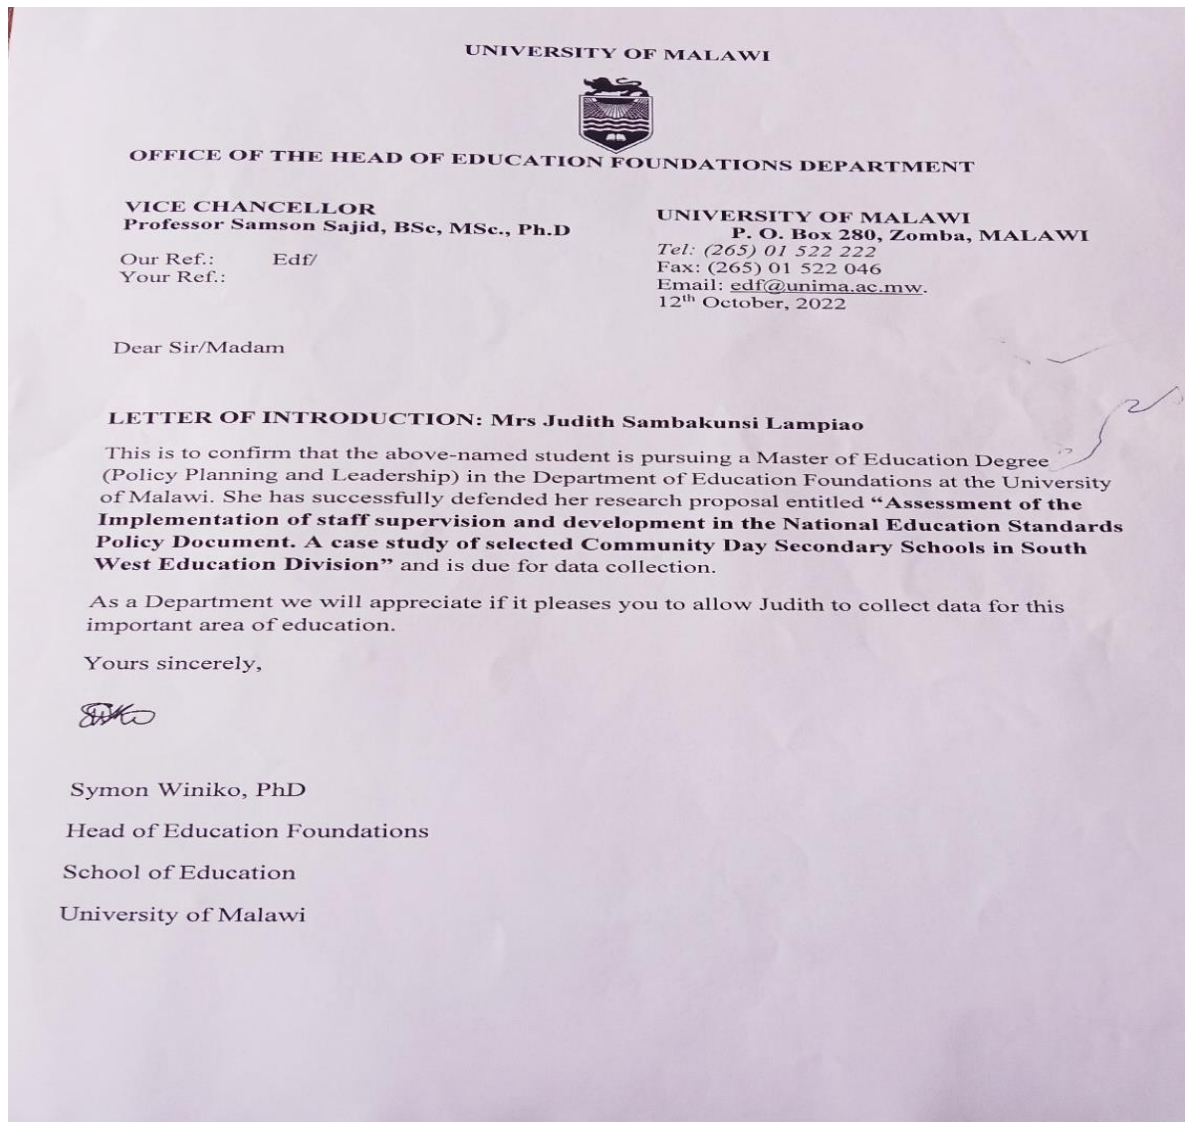 UNIVERSITY OF MALAWI
OFFICE OF THE HEAD OF EDUCATION FOUNDATIONS DEPARTMENT
VICE CHANCELLOR
Professor Samson Sajid, BSc, MSc., Ph.D
Our Ref.: Edf/
Your Ref.:
UNIVERSITY OF MALAWI
P. O. Box 280, Zomba, MALAWI
Tel: (265) 01 522 222
Fax: (265) 01 522 046
Email: edf@unima.ac.mw.
12th October, 2022
Dear Sir/Madam
LETTER OF INTRODUCTION: Mrs Judith Sambakunsi Lampiao
This is to confirm that the above-named student is pursuing a Master of Education Degree
(Policy Planning and Leadership) in the Department of Education Foundations at the University
of Malawi. She has successfully defended her research proposal entitled “Assessment of the
Implementation of staff supervision and development in the National Education Standards
Policy Document. A case study of selected Community Day Secondary Schools in South
West Education Division” and is due for data collection.
As a Department we will appreciate if it pleases you to allow Judith to collect data for this
important area of education.
Yours sincerely,
Symon Winiko, PhD
Head of Education Foundations
School of Education
University of Malawi